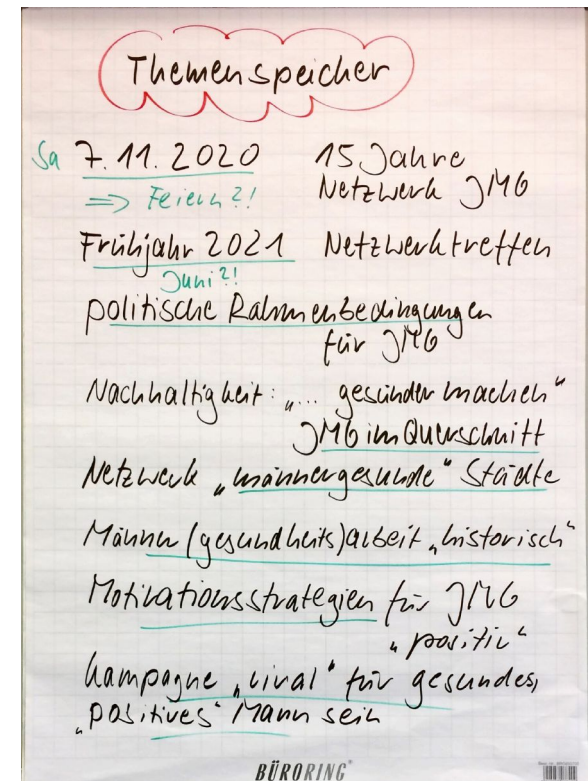 Themenspeicher
Sa 7.11.2020 15 Jahre
=> Feiern?! Netzwerk JMG
Frühjahr 2021 Netzwerktreffen
Juni?!
politische Rahmenbedingungen
für JMG
Nachhaltigkeit: „... gesünder machen“
JMG im Querschnitt
Netzwerk „männergesunde“ Städte
Männer(gesundheits)arbeit „historisch“
Motivationsstrategien für JMG
„positiv“
Kampagne „viral“ für gesundes,
„positives“ Mann sein
BÜRORING